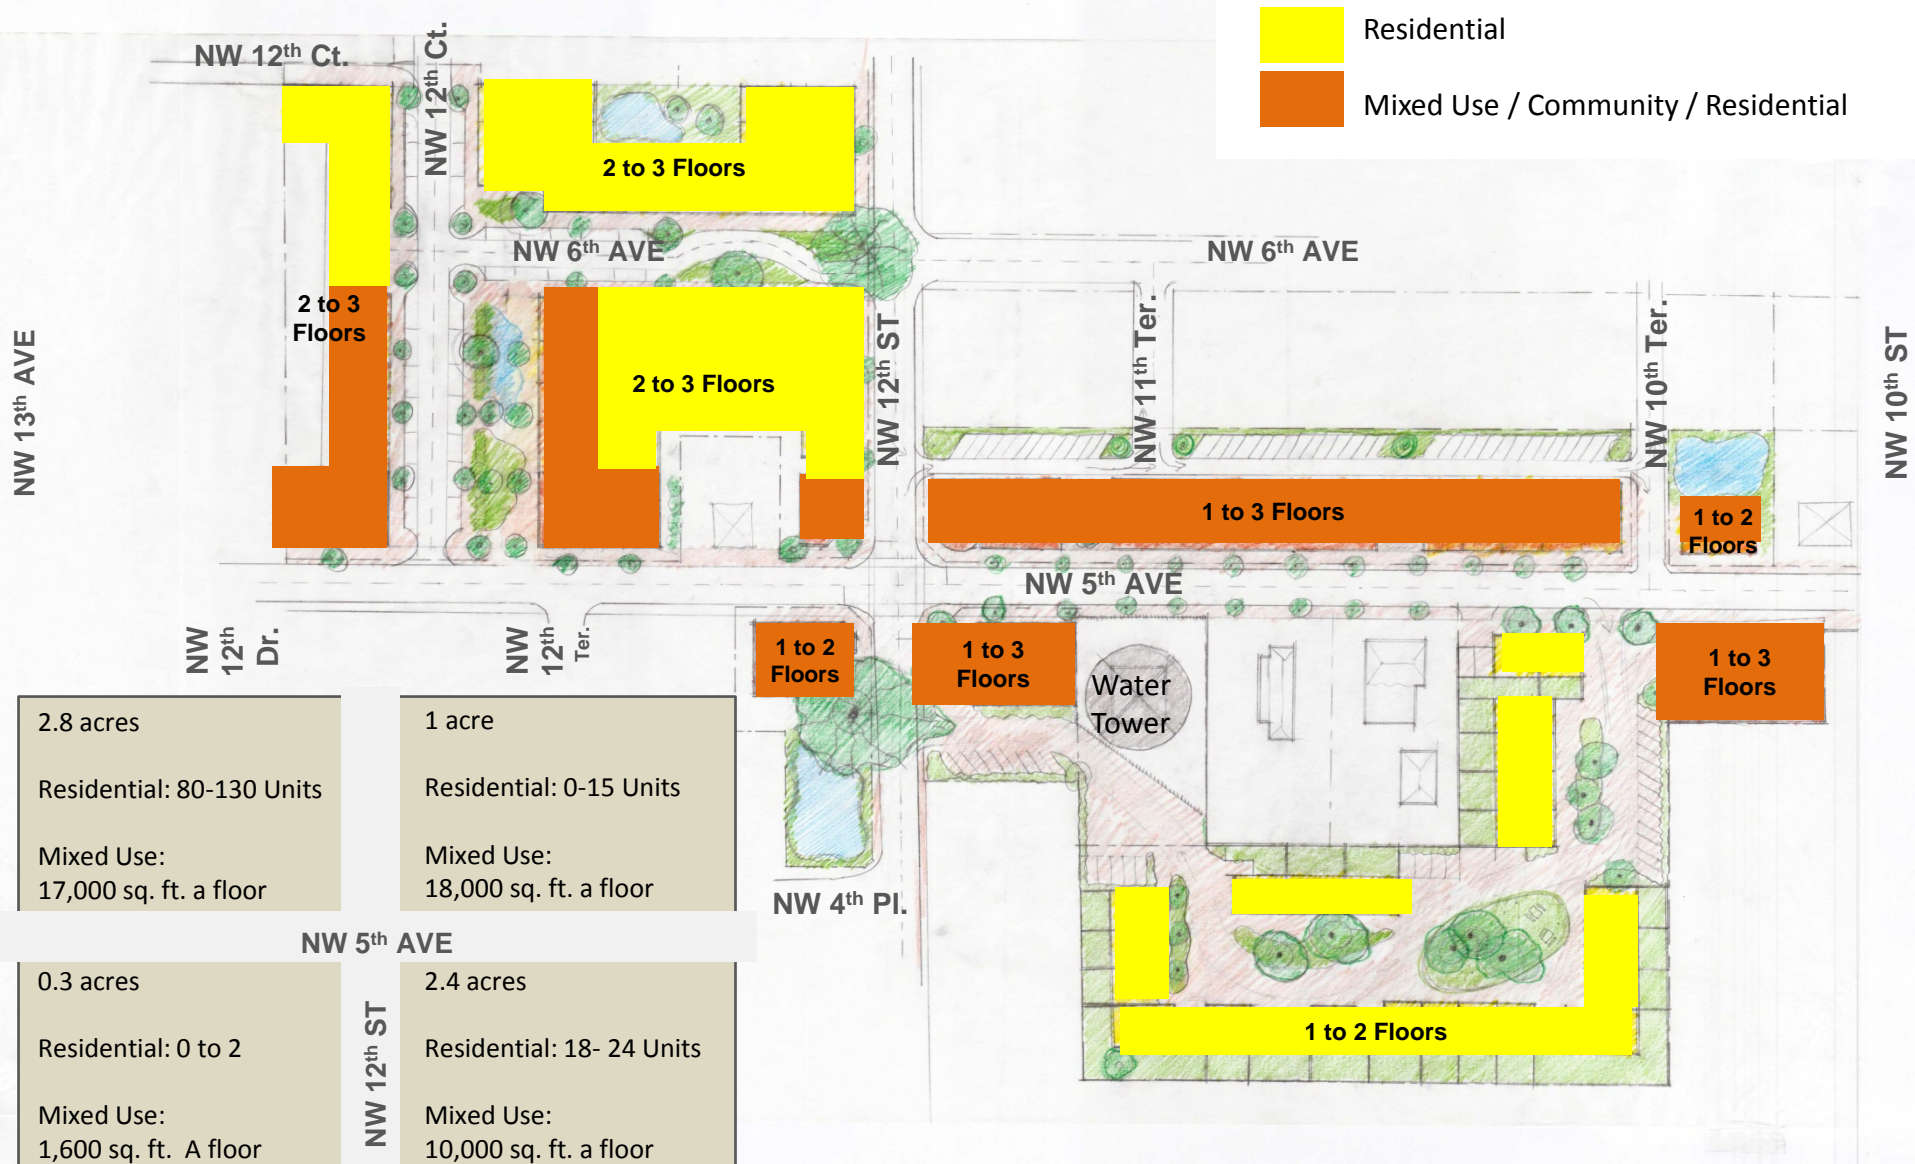 Residential
Mixed Use / Community / Residential
NW 12th Ct.
NW 12th Ct.
2 to 3 Floors
NW 6th AVE
NW 6th AVE
2 to 3
Floors
2 to 3 Floors
NW 13th AVE
NW 12th ST
NW 11th Ter.
NW 10th Ter.
NW 10th ST
1 to 3 Floors
1 to 2
Floors
NW 5th AVE
NW
12th
Dr.
NW
12th
Ter.
1 to 2
Floors
1 to 3
Floors
Water
Tower
1 to 3
Floors
NW 4th Pl.
1 to 2 Floors
2.8 acres
Residential: 80-130 Units
Mixed Use:
17,000 sq. ft. a floor
1 acre
Residential: 0-15 Units
Mixed Use:
18,000 sq. ft. a floor
NW 5th AVE
NW 12th ST
0.3 acres
Residential: 0 to 2
Mixed Use:
1,600 sq. ft.  A floor
2.4 acres
Residential: 18- 24 Units
Mixed Use:
10,000 sq. ft. a floor